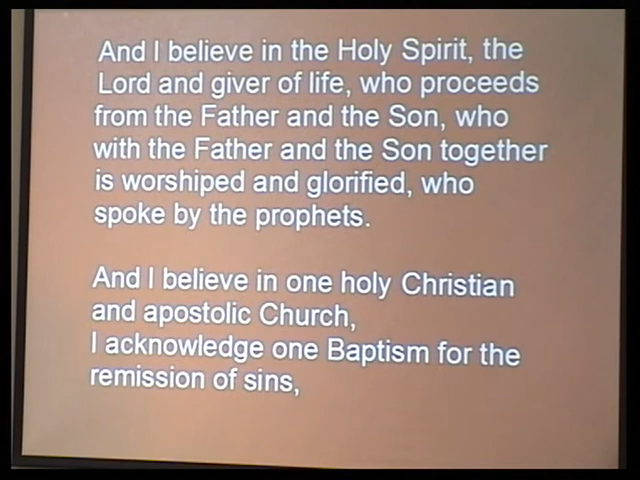 And I believe in the Holy Spirit, the
Lord and giver of life, who proceeds
from the Father and the Son, who
with the Father and the Son together
is worshiped and glorified, who
spoke by the prophets.
And I believe in one holy Christian
and apostolic Church,
I acknowledge one Baptism for the
remission of sins,